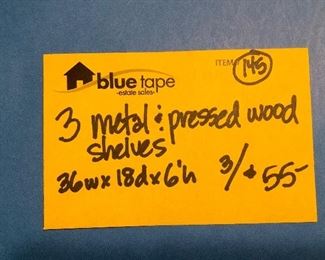 blue tape
-estate sales-
ITEM# 145
3 metal & pressed wood
shelves
36w x 18d x 6'h 3/$55-